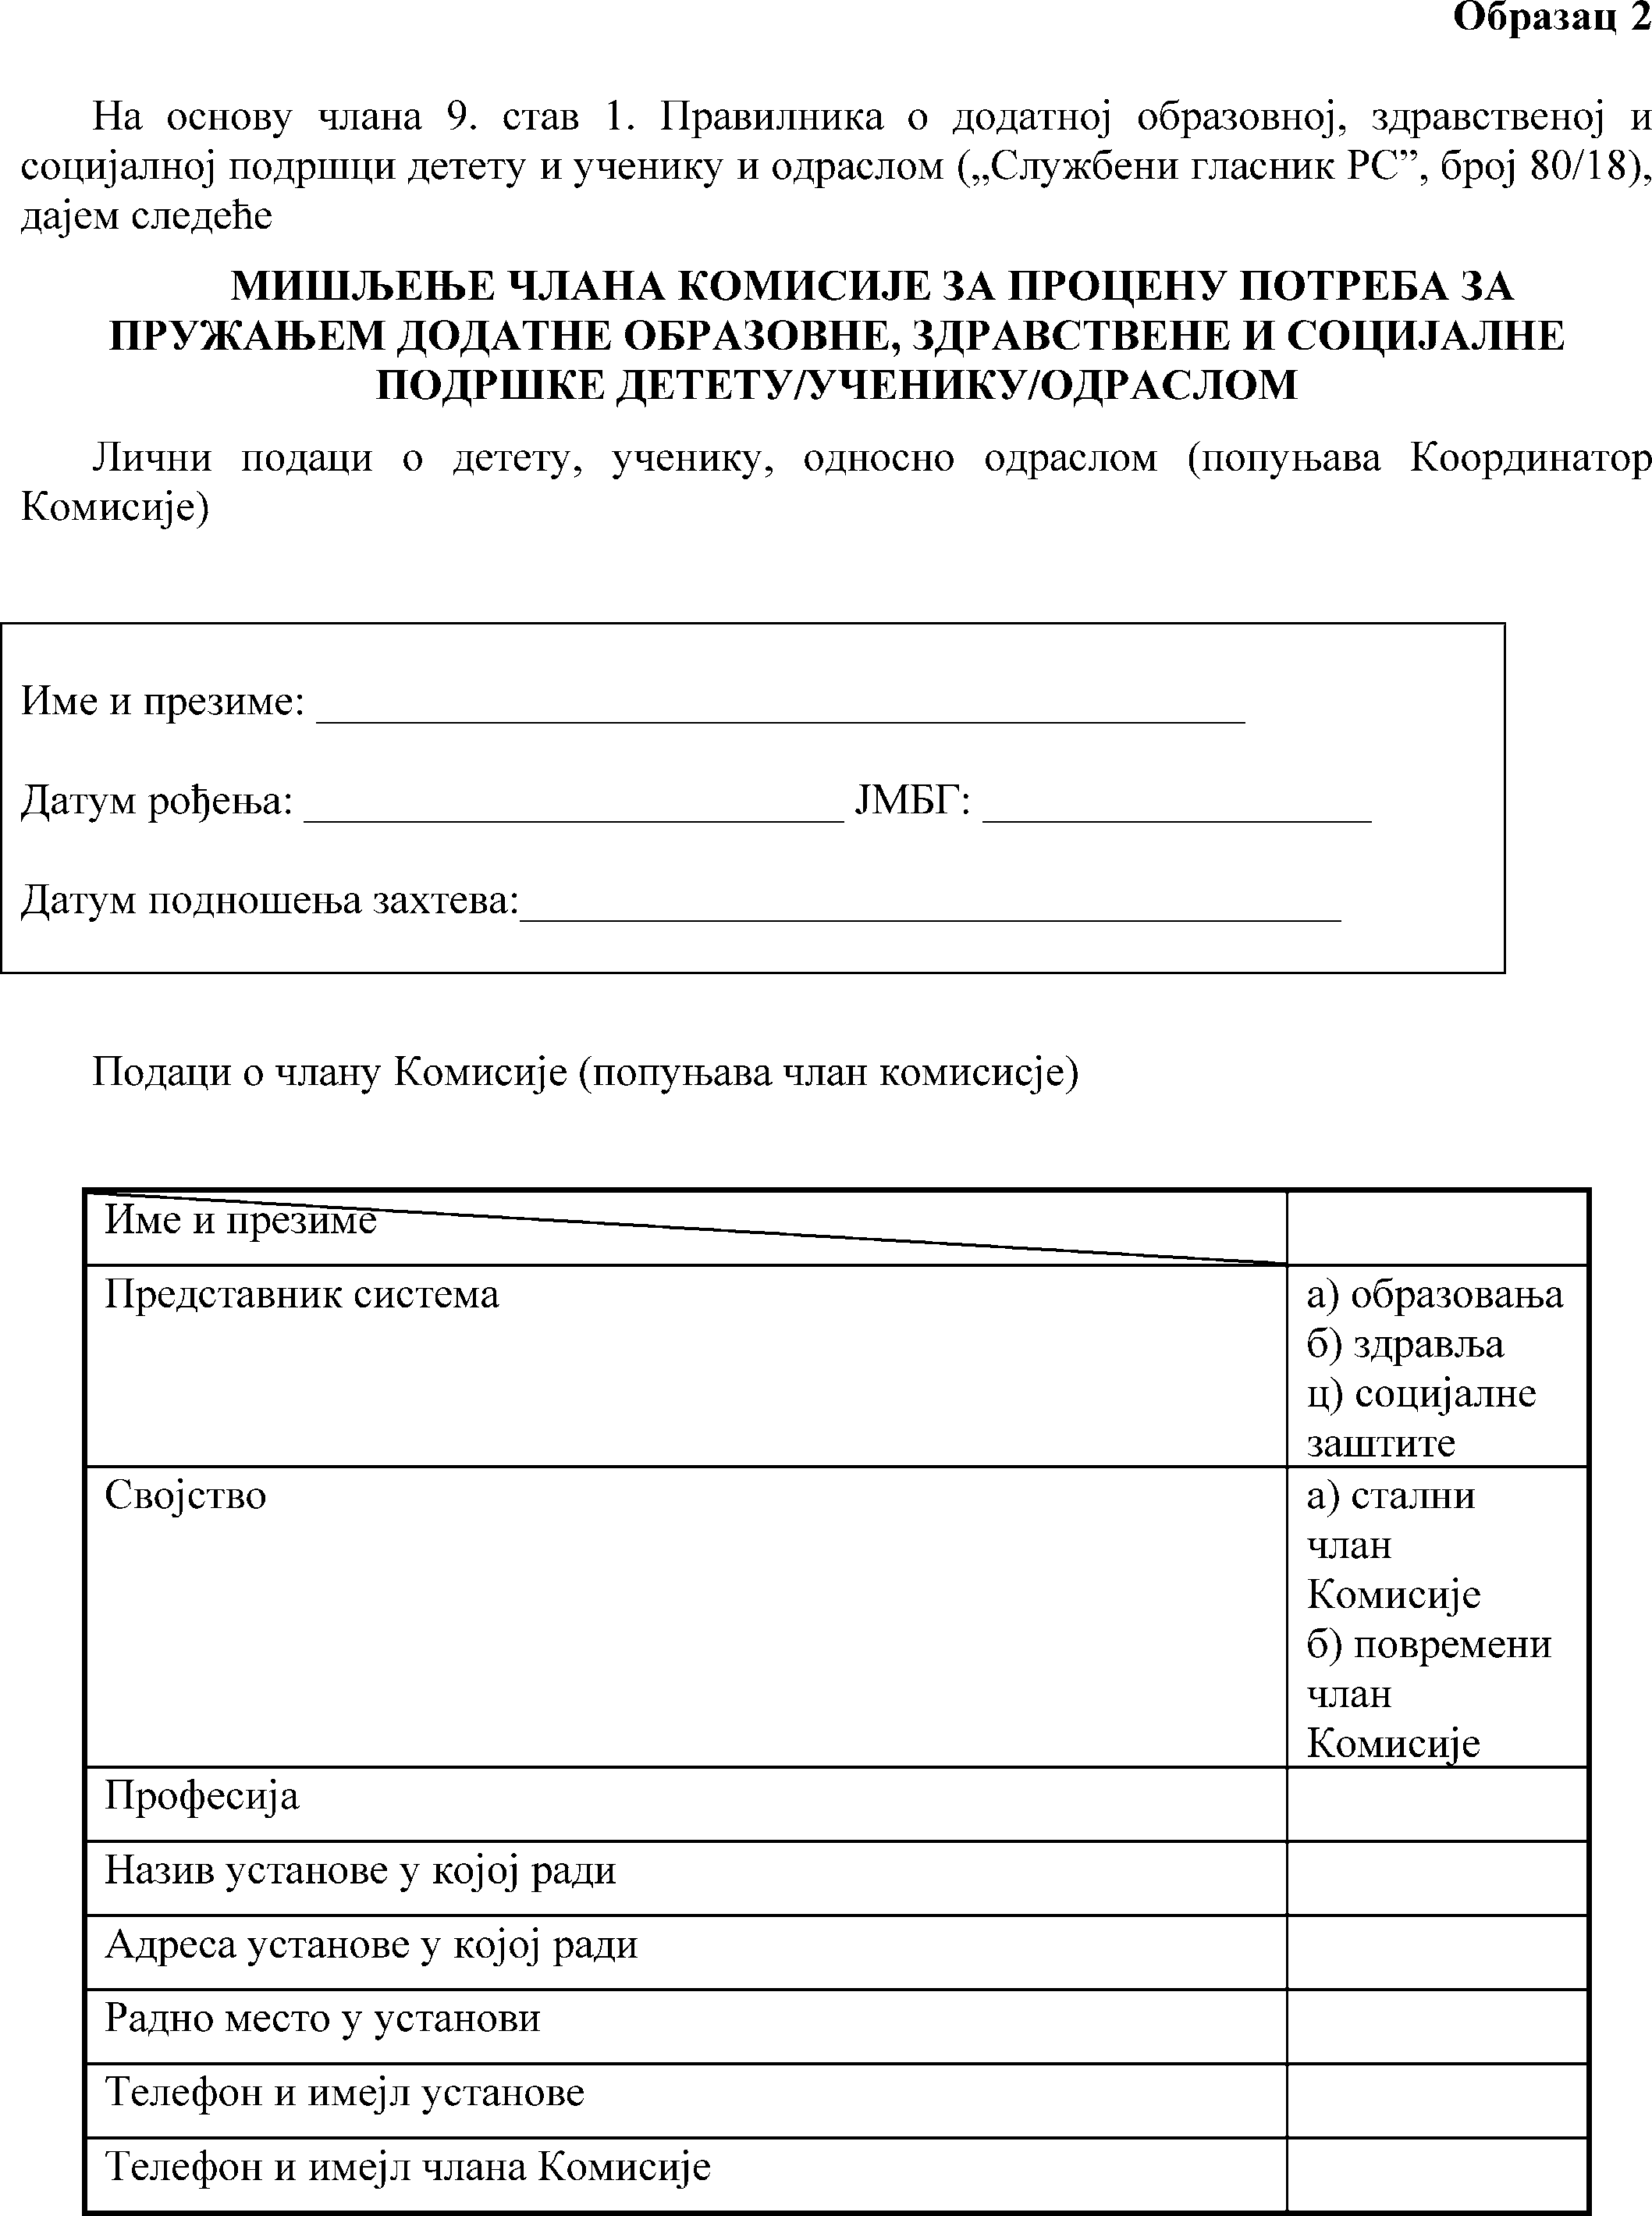 Образац 2
На основу члана 9. став 1. Правилника о додатној образовној, здравственој и
социјалној подршци детету и ученику и одраслом („Службени гласник РС”, број 80/18),
дајем следеће
МИШЉЕЊЕ ЧЛАНА КОМИСИЈЕ ЗА ПРОЦЕНУ ПОТРЕБА ЗА
ПРУЖАЊЕМ ДОДАТНЕ ОБРАЗОВНЕ, ЗДРАВСТВЕНЕ И СОЦИЈАЛНЕ
ПОДРШКЕ ДЕТЕТУ/УЧЕНИКУ/ОДРАСЛОМ
Лични подаци о детету, ученику, односно одраслом (попуњава Координатор
Комисије)
Име и презиме: ____________________
Датум рођења: ____________________ ЈМБГ: ____________________
Датум подношења захтева:____________________
Подаци о члану Комисије (попуњава члан комисисје)
Име и презиме
Представник система
а) образовања
б) здравља
ц) социјалне
заштите
Својство
а) стални
члан
Комисије
б) повремени
члан
Комисије
Професија
Назив установе у којој ради
Адреса установе у којој ради
Радно место у установи
Телефон и имејл установе
Телефон и имејл члана Комисије